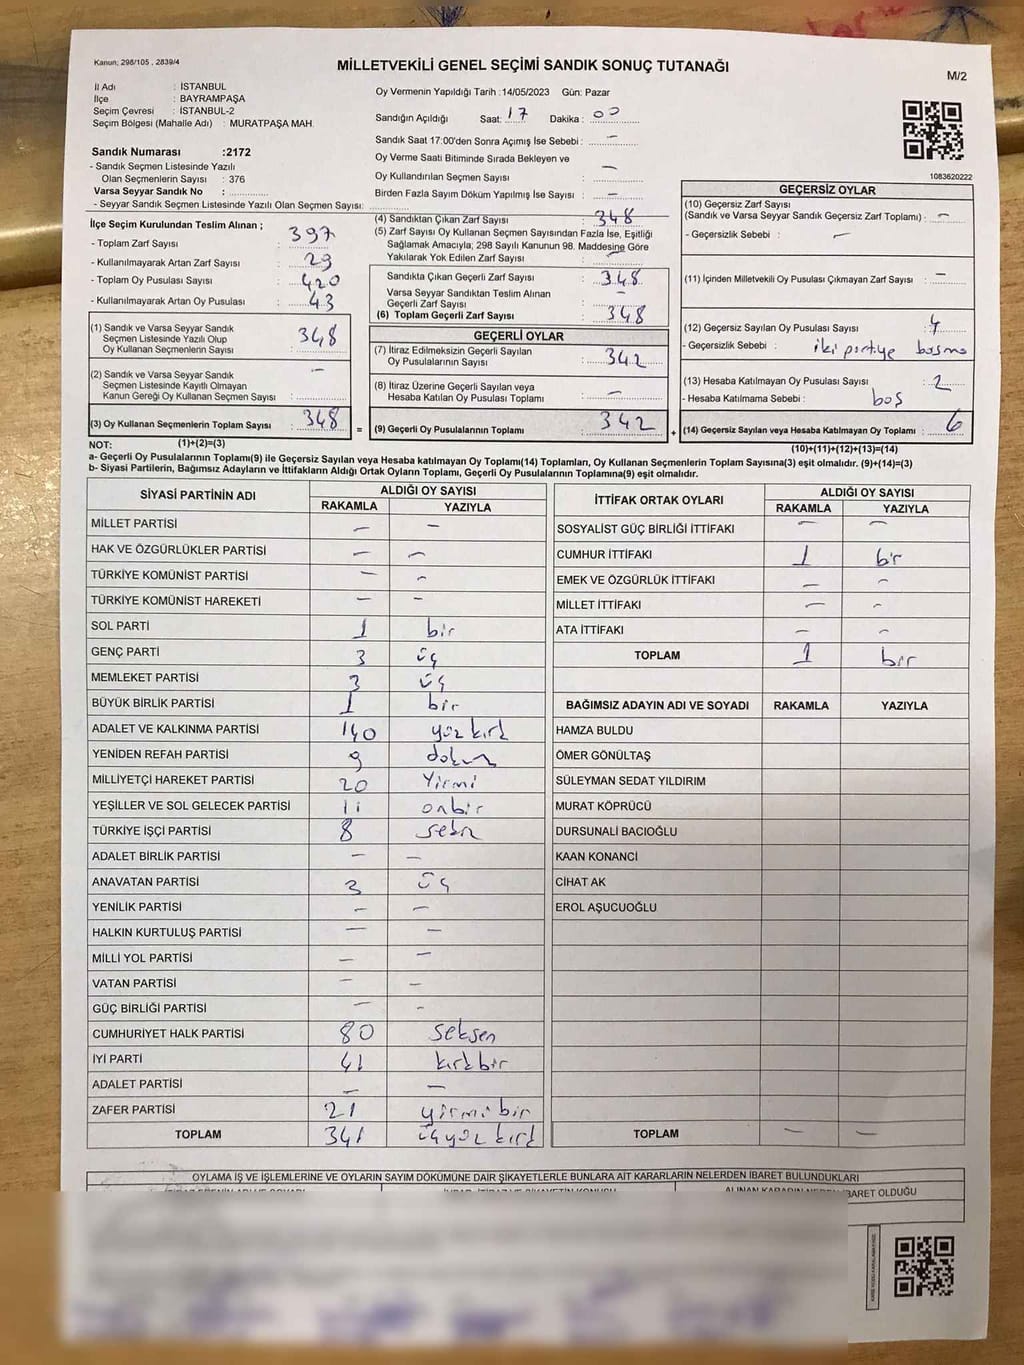 Kanun; 298/105 , 2839/4
MİLLETVEKİLİ GENEL SEÇİMİ SANDIK SONUÇ TUTANAĞI
M/2
İl Adı : İSTANBUL
İlçe : BAYRAMPAŞA
Seçim Çevresi : İSTANBUL-2
Seçim Bölgesi (Mahalle Adı) : MURATPAŞA MAH.
Oy Vermenin Yapıldığı Tarih :14/05/2023 Gün: Pazar
Sandığın Açıldığı Saat: 17 Dakika : 00
Sandık Saat 17:00'den Sonra Açımış İse Sebebi : –
Oy Verme Saati Bitiminde Sırada Bekleyen ve
Oy Kullandırılan Seçmen Sayısı : –
Birden Fazla Sayım Döküm Yapılmış İse Sayısı : –
Sandık Numarası :2172
- Sandık Seçmen Listesinde Yazılı
Olan Seçmenlerin Sayısı : 376
Varsa Seyyar Sandık No :
- Seyyar Sandık Seçmen Listesinde Yazılı Olan Seçmen Sayısı:
1083620222
İlçe Seçim Kurulundan Teslim Alınan ;
- Toplam Zarf Sayısı : 397
- Kullanılmayarak Artan Zarf Sayısı : 29
- Toplam Oy Pusulası Sayısı : 420
- Kullanılmayarak Artan Oy Pusulası : 43
(1) Sandık ve Varsa Seyyar Sandık
Seçmen Listesinde Yazılı Olup
Oy Kullanan Seçmenlerin Sayısı : 348
(2) Sandık ve Varsa Seyyar Sandık
Seçmen Listesinde Kayıtlı Olmayan
Kanun Gereği Oy Kullanan Seçmen Sayısı : –
(3) Oy Kullanan Seçmenlerin Toplam Sayısı : 348
(1)+(2)=(3)
(4) Sandıktan Çıkan Zarf Sayısı : 348
(5) Zarf Sayısı Oy Kullanan Seçmen Sayısından Fazla İse, Eşitliği
Sağlamak Amacıyla; 298 Sayılı Kanunun 98. Maddesine Göre
Yakılarak Yok Edilen Zarf Sayısı : –
Sandıkta Çıkan Geçerli Zarf Sayısı : 348
Varsa Seyyar Sandıktan Teslim Alınan
Geçerli Zarf Sayısı : –
(6) Toplam Geçerli Zarf Sayısı : 348
GEÇERLİ OYLAR
(7) İtiraz Edilmeksizin Geçerli Sayılan
Oy Pusulalarının Sayısı : 342
(8) İtiraz Üzerine Geçerli Sayılan veya
Hesaba Katılan Oy Pusulası Toplamı : –
= (9) Geçerli Oy Pusulalarının Toplamı : 342
GEÇERSİZ OYLAR
(10) Geçersiz Zarf Sayısı
(Sandık ve Varsa Seyyar Sandık Geçersiz Zarf Toplamı) : –
- Geçersizlik Sebebi : –
(11) İçinden Milletvekili Oy Pusulası Çıkmayan Zarf Sayısı : –
(12) Geçersiz Sayılan Oy Pusulası Sayısı : 4
- Geçersizlik Sebebi : iki partiye basma
(13) Hesaba Katılmayan Oy Pusulası Sayısı : 2
- Hesaba Katılmama Sebebi : boş
+ (14) Geçersiz Sayılan veya Hesaba Katılmayan Oy Toplamı : 6
(10)+(11)+(12)+(13)=(14)
NOT:
a- Geçerli Oy Pusulalarının Toplamı(9) ile Geçersiz Sayılan veya Hesaba katılmayan Oy Toplamı(14) Toplamları, Oy Kullanan Seçmenlerin Toplam Sayısına(3) eşit olmalıdır. (9)+(14)=(3)
b- Siyasi Partilerin, Bağımsız Adayların ve İttifakların Aldığı Ortak Oyların Toplamı, Geçerli Oy Pusulalarının Toplamına(9) eşit olmalıdır.
SİYASİ PARTİNİN ADI ALDIĞI OY SAYISI
RAKAMLA YAZIYLA
MİLLET PARTİSİ – –
HAK VE ÖZGÜRLÜKLER PARTİSİ – –
TÜRKİYE KOMÜNİST PARTİSİ – –
TÜRKİYE KOMÜNİST HAREKETİ – –
SOL PARTİ 1 bir
GENÇ PARTİ 3 üç
MEMLEKET PARTİSİ 3 üç
BÜYÜK BİRLİK PARTİSİ 1 bir
ADALET VE KALKINMA PARTİSİ 140 yüz kırk
YENİDEN REFAH PARTİSİ 9 dokuz
MİLLİYETÇİ HAREKET PARTİSİ 20 Yirmi
YEŞİLLER VE SOL GELECEK PARTİSİ 11 onbir
TÜRKİYE İŞÇİ PARTİSİ 8 sekiz
ADALET BİRLİK PARTİSİ – –
ANAVATAN PARTİSİ 3 üç
YENİLİK PARTİSİ – –
HALKIN KURTULUŞ PARTİSİ – –
MİLLİ YOL PARTİSİ – –
VATAN PARTİSİ – –
GÜÇ BİRLİĞİ PARTİSİ – –
CUMHURİYET HALK PARTİSİ 80 seksen
İYİ PARTİ 41 kırkbir
ADALET PARTİSİ – –
ZAFER PARTİSİ 21 yirmi bir
TOPLAM 341 üçyüz kırk
İTTİFAK ORTAK OYLARI ALDIĞI OY SAYISI
RAKAMLA YAZIYLA
SOSYALIST GÜÇ BİRLİĞİ İTTİFAKI – –
CUMHUR İTTİFAKI 1 bir
EMEK VE ÖZGÜRLÜK İTTİFAKI – –
MİLLET İTTİFAKI – –
ATA İTTİFAKI – –
TOPLAM 1 bir
BAĞIMSIZ ADAYIN ADI VE SOYADI RAKAMLA YAZIYLA
HAMZA BULDU
ÖMER GÖNÜLTAŞ
SÜLEYMAN SEDAT YILDIRIM
MURAT KÖPRÜCÜ
DURSUNALİ BACIOĞLU
KAAN KONANCİ
CİHAT AK
EROL AŞUCUOĞLU
TOPLAM – –
OYLAMA İŞ VE İŞLEMLERİNE VE OYLARIN SAYIM DÖKÜMÜNE DAİR ŞİKAYETLERLE BUNLARA AİT KARARLARIN NELERDEN İBARET BULUNDUKLARI
ALINAN KARARIN NEDEN İBARET OLDUĞU